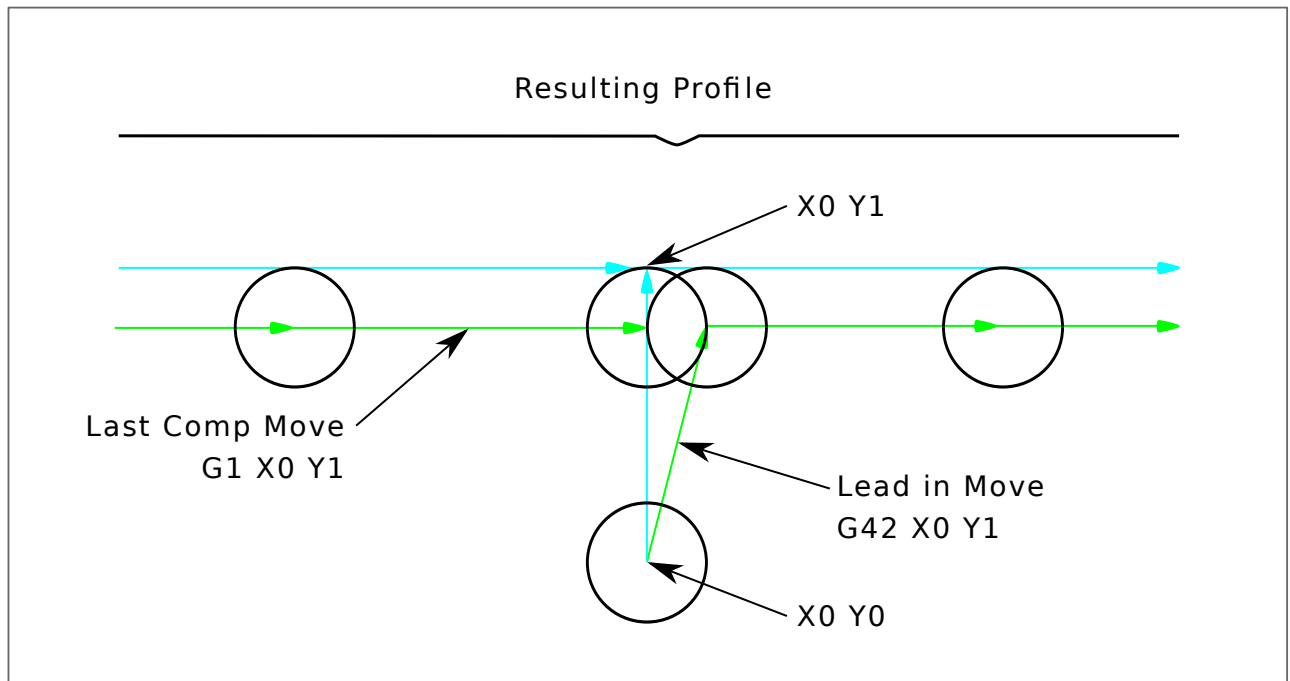 Resulting Profile
X0 Y1
Last Comp Move
G1 X0 Y1
Lead in Move
G42 X0 Y1
X0 Y0